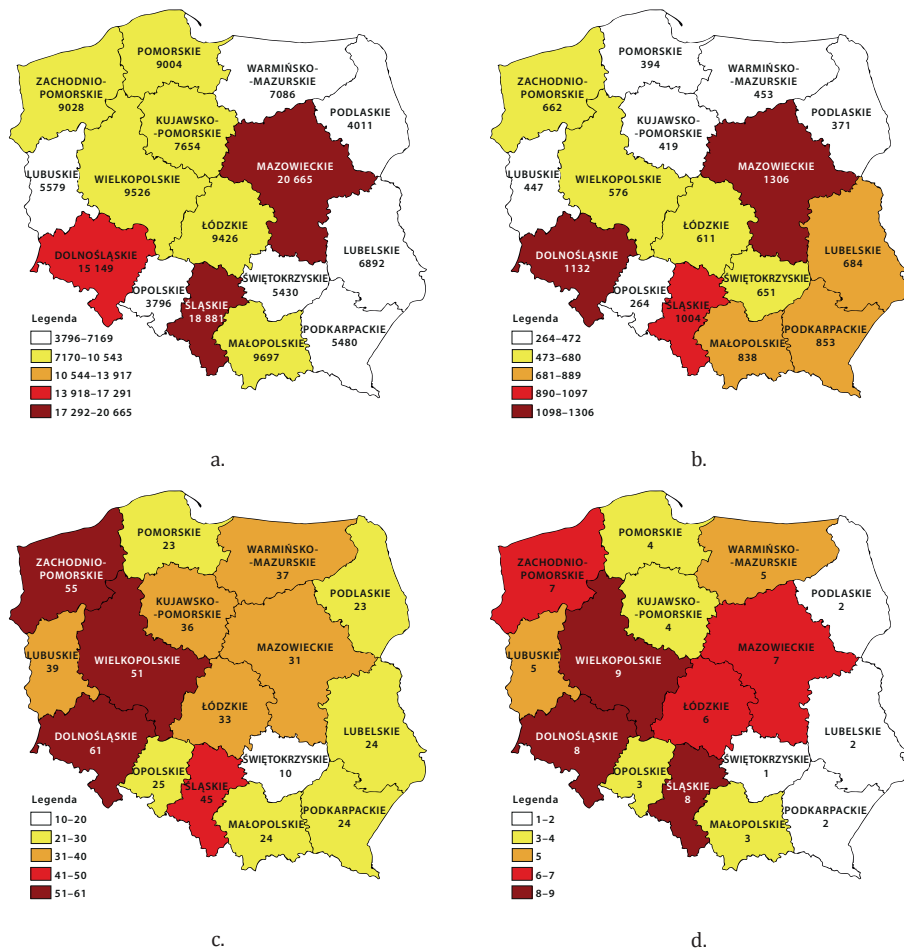 POMORSKIE
9004
WARMIŃSKO-
-MAZURSKIE
7086
ZACHODNIO-
POMORSKIE
9028
PODLASKIE
4011
KUJAWSKO-
-POMORSKIE
7654
MAZOWIECKIE
20 665
LUBUSKIE
5579
WIELKOPOLSKIE
9526
ŁÓDZKIE
9426
DOLNOŚLĄSKIE
15 149
LUBELSKIE
6892
OPOLSKIE
3796
ŚLĄSKIE
18 881
ŚWIĘTOKRZYSKIE
5430
MAŁOPOLSKIE
9697
PODKARPACKIE
5480
Legenda
3796–7169
7170–10 543
10 544–13 917
13 918–17 291
17 292–20 665
a.
POMORSKIE
394
WARMIŃSKO-
-MAZURSKIE
453
ZACHODNIO-
POMORSKIE
662
PODLASKIE
371
KUJAWSKO-
-POMORSKIE
419
MAZOWIECKIE
1306
LUBUSKIE
447
WIELKOPOLSKIE
576
ŁÓDZKIE
611
DOLNOŚLĄSKIE
1132
LUBELSKIE
684
OPOLSKIE
264
ŚLĄSKIE
1004
ŚWIĘTOKRZYSKIE
651
MAŁOPOLSKIE
838
PODKARPACKIE
853
Legenda
264–472
473–680
681–889
890–1097
1098–1306
b.
POMORSKIE
23
WARMIŃSKO-
-MAZURSKIE
37
ZACHODNIO-
POMORSKIE
55
PODLASKIE
23
KUJAWSKO-
-POMORSKIE
36
MAZOWIECKIE
31
LUBUSKIE
39
WIELKOPOLSKIE
51
ŁÓDZKIE
33
DOLNOŚLĄSKIE
61
LUBELSKIE
24
OPOLSKIE
25
ŚLĄSKIE
45
ŚWIĘTOKRZYSKIE
10
MAŁOPOLSKIE
24
PODKARPACKIE
24
Legenda
10–20
21–30
31–40
41–50
51–61
c.
POMORSKIE
4
WARMIŃSKO-
-MAZURSKIE
5
ZACHODNIO-
POMORSKIE
7
PODLASKIE
2
KUJAWSKO-
-POMORSKIE
4
MAZOWIECKIE
7
LUBUSKIE
5
WIELKOPOLSKIE
9
ŁÓDZKIE
6
DOLNOŚLĄSKIE
8
LUBELSKIE
2
OPOLSKIE
3
ŚLĄSKIE
8
ŚWIĘTOKRZYSKIE
1
MAŁOPOLSKIE
3
PODKARPACKIE
2
Legenda
1–2
3–4
5
6–7
8–9
d.